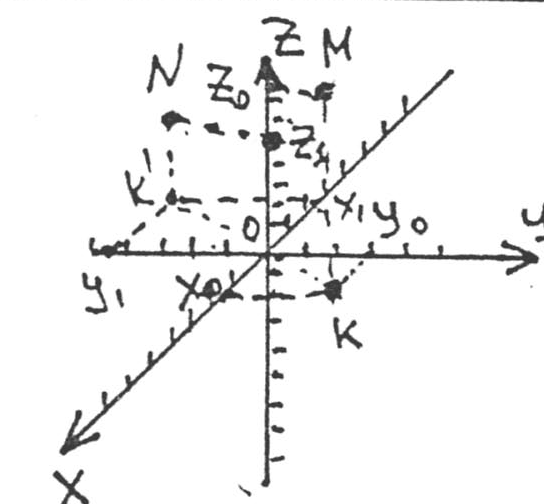 Z M
N Z₀
Z₁
K' X₁ y₀
0 y
y₁ X₀
K
X